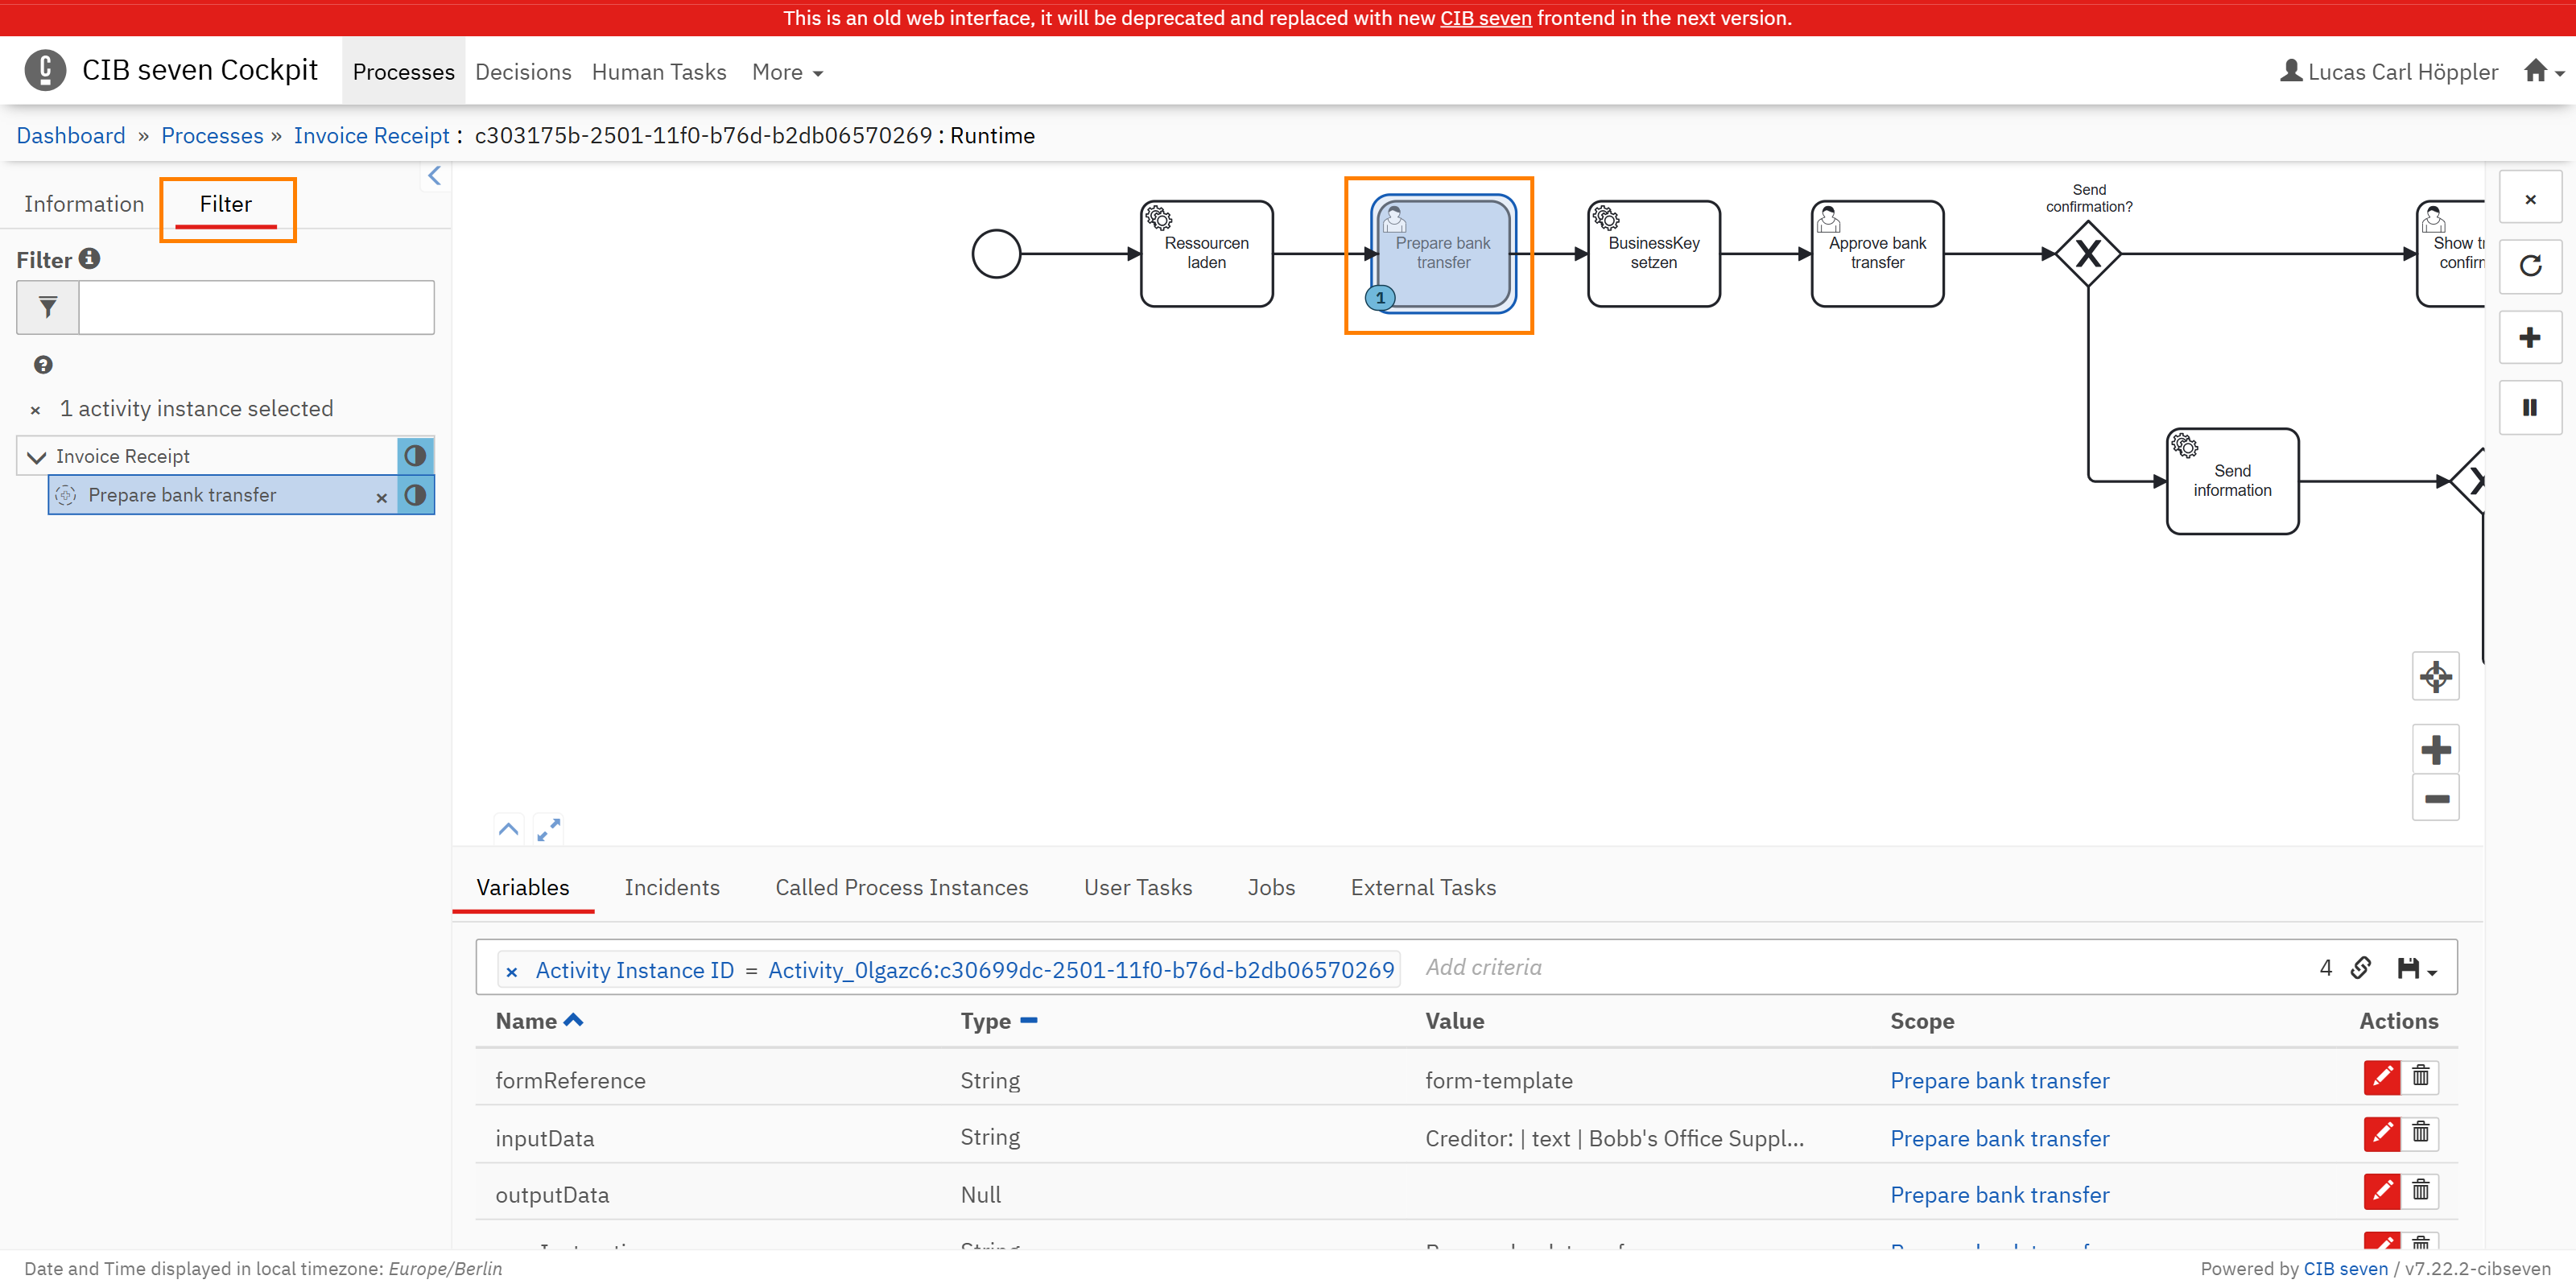 This is an old web interface, it will be deprecated and replaced with new CIB seven frontend in the next version.
CIB seven Cockpit
Processes
Decisions
Human Tasks
More
Lucas Carl Höppler
Dashboard » Processes » Invoice Receipt : c303175b-2501-11f0-b76d-b2db06570269 : Runtime
Information
Filter
Filter
1 activity instance selected
Invoice Receipt
Prepare bank transfer
Ressourcen
laden
Prepare bank
transfer
1
BusinessKey
setzen
Approve bank
transfer
Send
confirmation?
Show
Send
information
Variables
Incidents
Called Process Instances
User Tasks
Jobs
External Tasks
× Activity Instance ID = Activity_0lgazc6:c30699dc-2501-11f0-b76d-b2db06570269
Add criteria
4
Name Type Value Scope Actions
formReference String form-template Prepare bank transfer
inputData String Creditor: | text | Bobb's Office Suppl... Prepare bank transfer
outputData Null Prepare bank transfer
Date and Time displayed in local timezone: Europe/Berlin
Powered by CIB seven / v7.22.2-cibseven